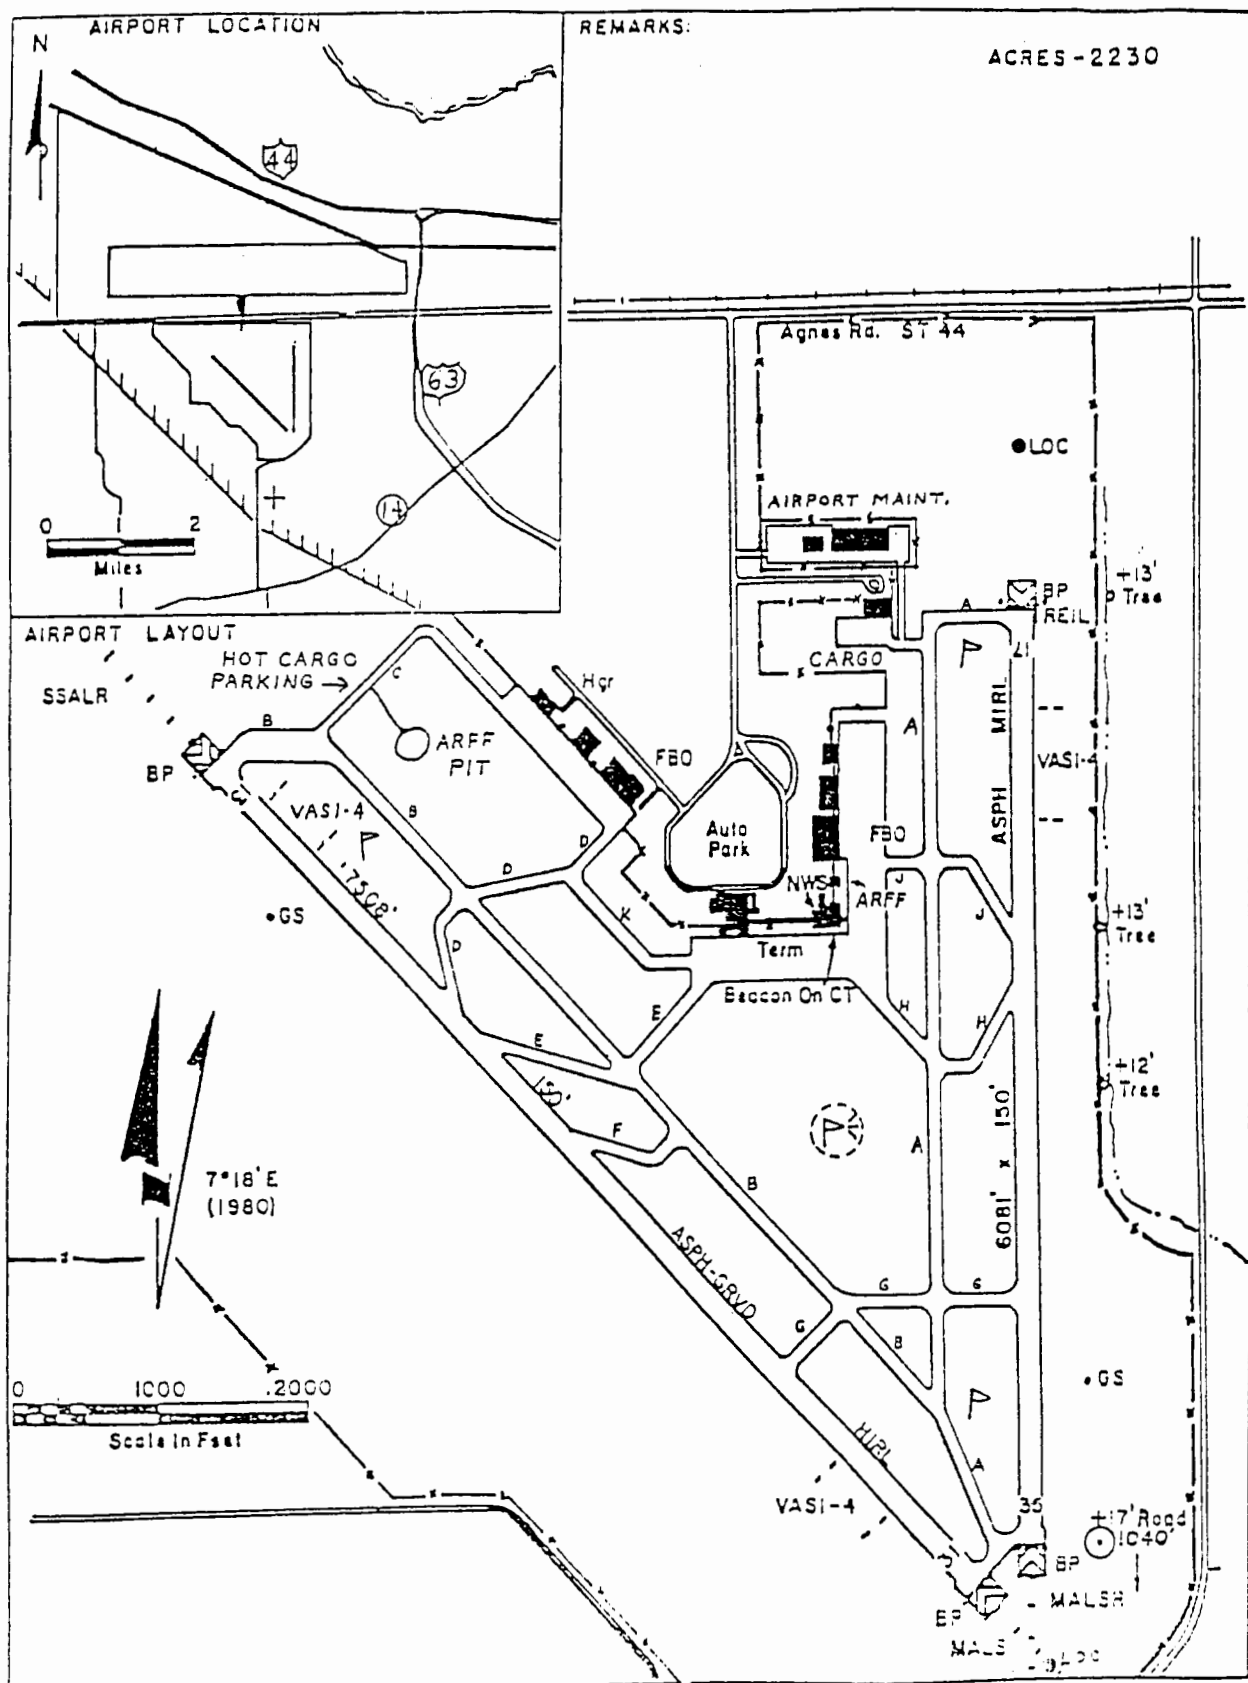 AIRPORT LOCATION
N
44
63
14
0 2
Miles
REMARKS:
ACRES-2230
Agnes Rd. ST 44
LOC
AIRPORT MAINT.
+13'
Tree
BP
REIL
A
CARGO
17
MIRL
ASPH
VASI-4
A
FBO
J
J
H
H
+13'
Tree
+12'
Tree
6081' x 150'
A
G
G
B
A
GS
35
+17' Road
1040'
BP
AIRPORT LAYOUT
HOT CARGO
PARKING
C
SSALR
B
BP
ARFF
PIT
Hgr
FBO
VASI-4
B
7508'
D
D
K
GS
D
Auto
Park
NWS
ARFF
Term
Beacon On CT
E
E
150'
F
B
7°18'E
(1980)
ASPH-GRVD
G
0 1000 2000
Scale In Feet
HIRL
VASI-4
BP
MALS